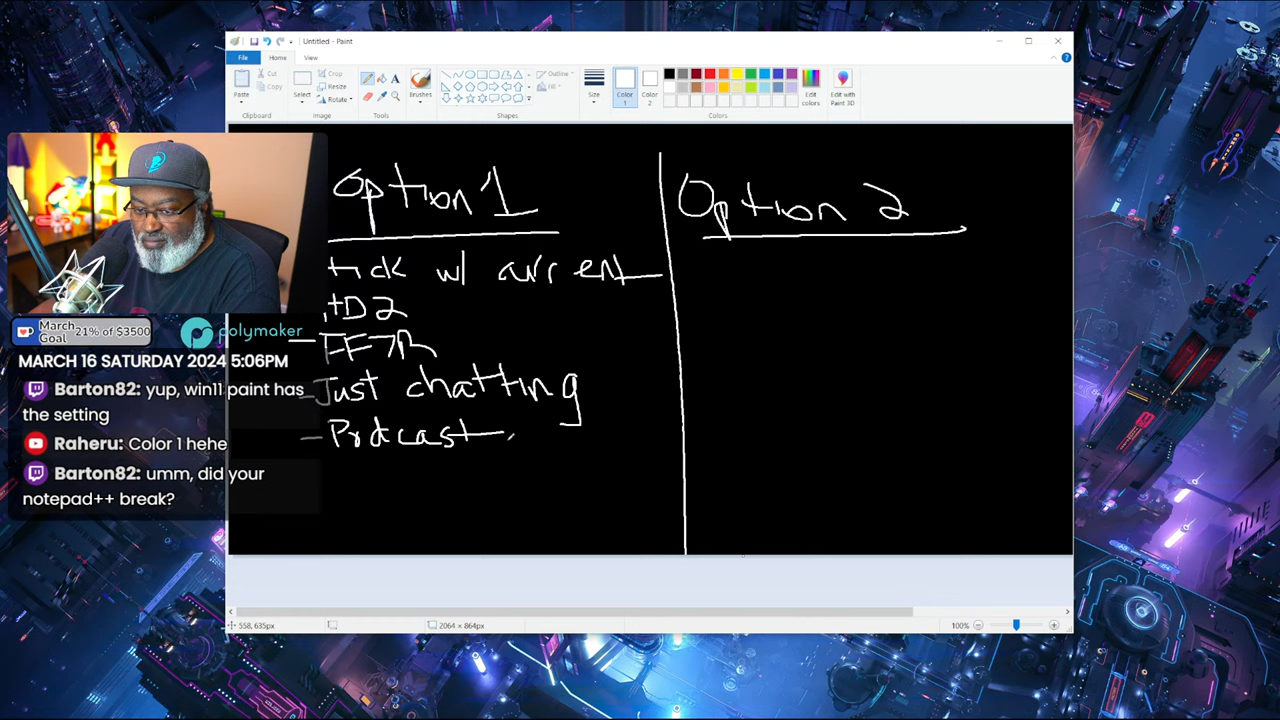 Untitled - Paint
File Home View
Paste
Cut
Copy
Clipboard
Select
Crop
Resize
Rotate
Image
Tools
Brushes
Shapes
Outline
Fill
Size
Color 1
Color 2
Colors
Edit colors
Edit with Paint 3D
Option 1
tick w/ current
tD2
- FF7R
- Just chatting
- Podcast
Option 2
March Goal 21% of $3500
polymaker
MARCH 16 SATURDAY 2024 5:06PM
Barton82: yup, win11 paint has
the setting
Raheru: Color 1 hehe
Barton82: umm, did your
notepad++ break?
558, 635px
2064 × 864px
100%